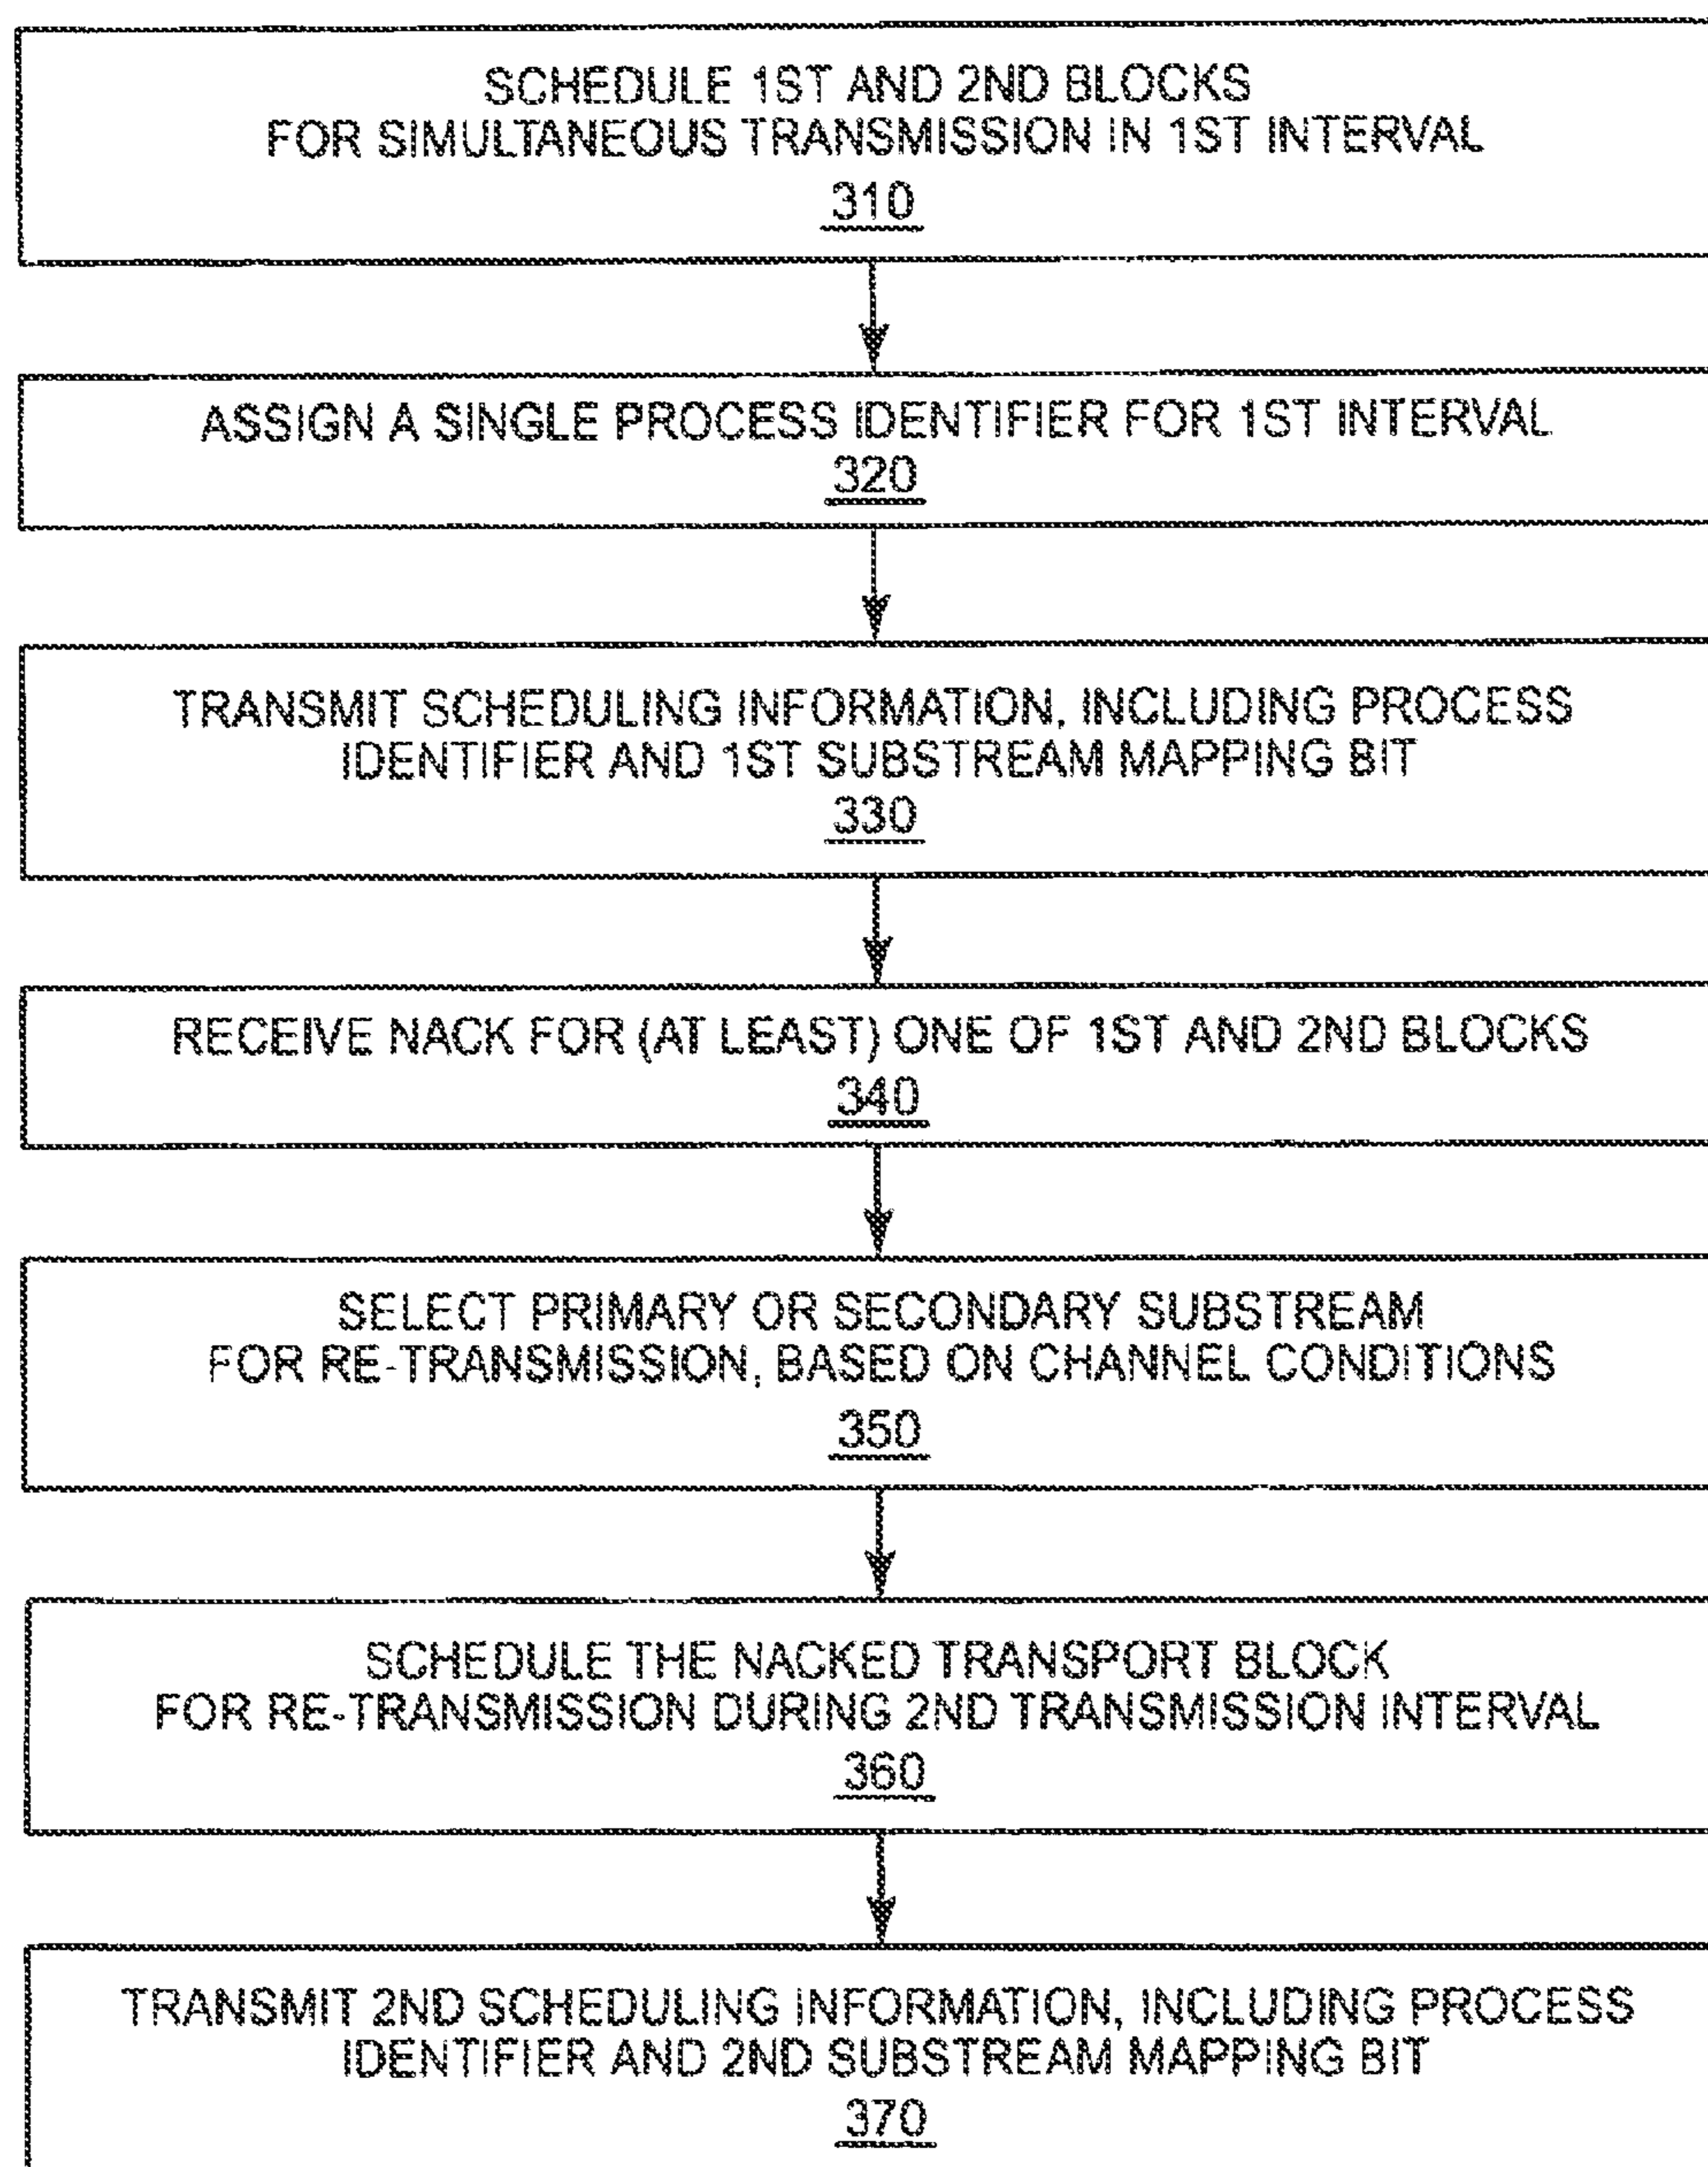 SCHEDULE 1ST AND 2ND BLOCKS
FOR SIMULTANEOUS TRANSMISSION IN 1ST INTERVAL
310
ASSIGN A SINGLE PROCESS IDENTIFIER FOR 1ST INTERVAL
320
TRANSMIT SCHEDULING INFORMATION, INCLUDING PROCESS
IDENTIFIER AND 1ST SUBSTREAM MAPPING BIT
330
RECEIVE NACK FOR (AT LEAST) ONE OF 1ST AND 2ND BLOCKS
340
SELECT PRIMARY OR SECONDARY SUBSTREAM
FOR RE-TRANSMISSION, BASED ON CHANNEL CONDITIONS
350
SCHEDULE THE NACKED TRANSPORT BLOCK
FOR RE-TRANSMISSION DURING 2ND TRANSMISSION INTERVAL
360
TRANSMIT 2ND SCHEDULING INFORMATION, INCLUDING PROCESS
IDENTIFIER AND 2ND SUBSTREAM MAPPING BIT
370